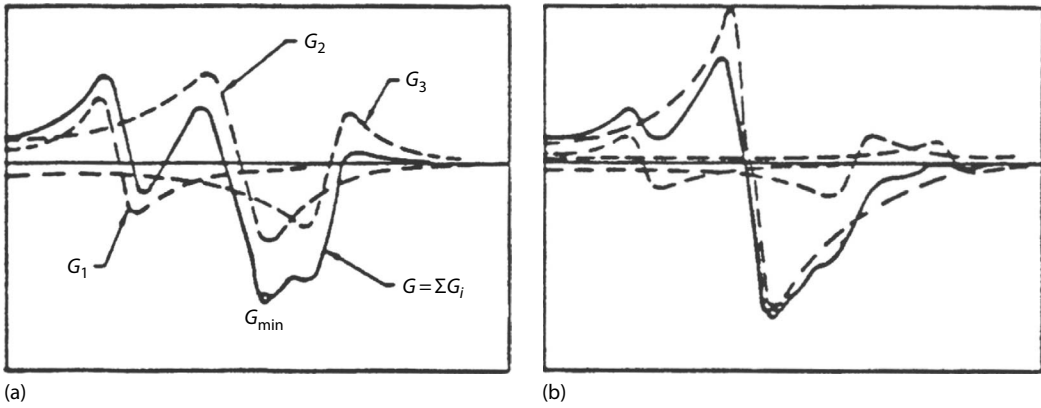 G₂
G₃
G₁
G = ΣGᵢ
Gmin
(a)
(b)